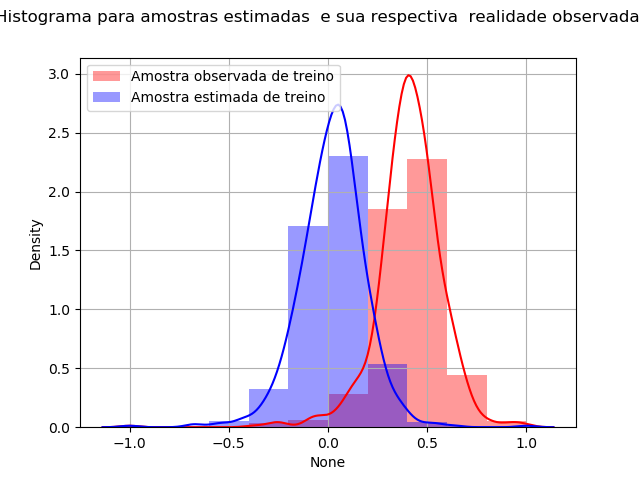 Histograma para amostras estimadas  e sua respectiva  realidade observada
3.0
2.5
2.0
1.5
1.0
0.5
0.0
Density
Amostra observada de treino
Amostra estimada de treino
−1.0
−0.5
0.0
0.5
1.0
None